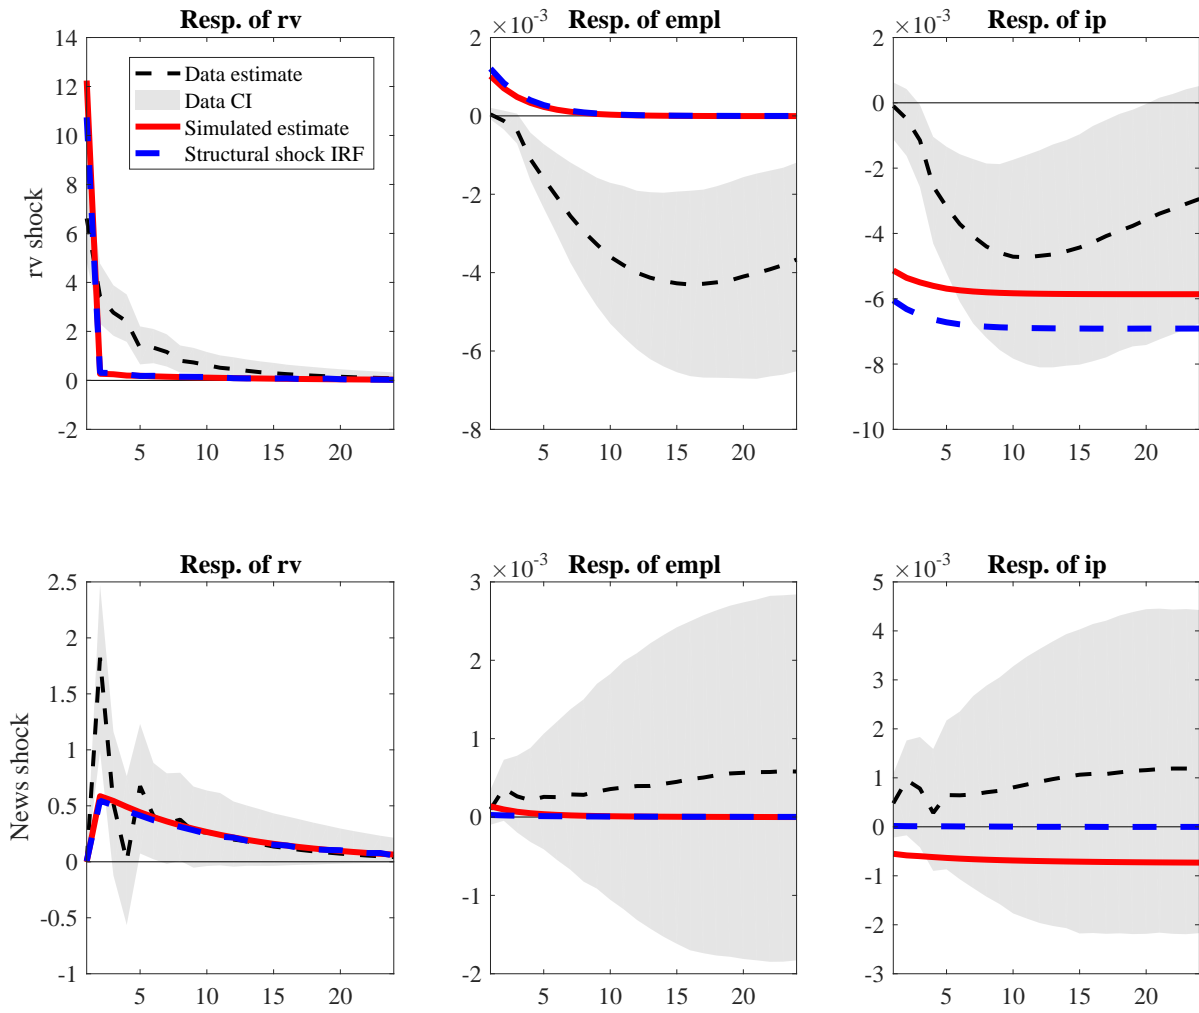 Resp. of rv
Resp. of empl
Resp. of ip
×10⁻³
×10⁻³
14
12
10
8
6
4
2
0
-2
2
0
-2
-4
-6
-8
2
0
-2
-4
-6
-8
-10
rv shock
Data estimate
Data CI
Simulated estimate
Structural shock IRF
5 10 15 20
5 10 15 20
5 10 15 20
Resp. of rv
Resp. of empl
Resp. of ip
×10⁻³
×10⁻³
2.5
2
1.5
1
0.5
0
-0.5
-1
3
2
1
0
-1
-2
5
4
3
2
1
0
-1
-2
-3
News shock
5 10 15 20
5 10 15 20
5 10 15 20